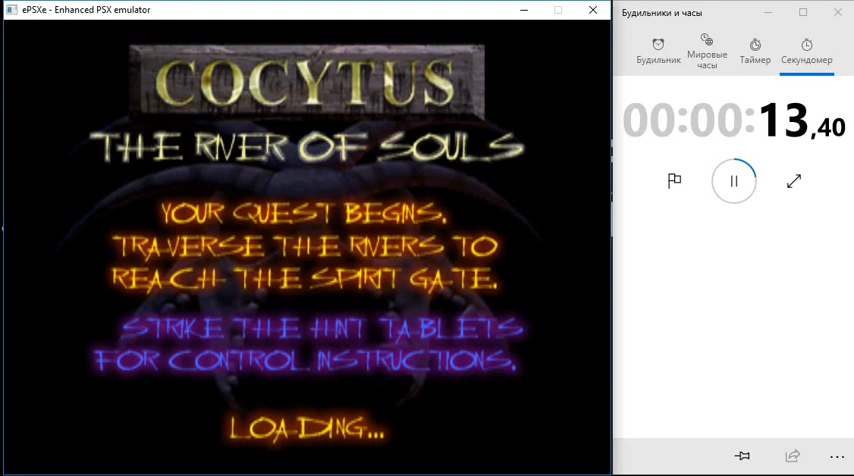 ePSXe - Enhanced PSX emulator
COCYTUS
THE RIVER OF SOULS
YOUR QUEST BEGINS.
TRAVERSE THE RIVERS TO
REACH THE SPIRIT GATE.
STRIKE THE HINT TABLETS
FOR CONTROL INSTRUCTIONS.
LOADING...
Будильники и часы
Будильник
Мировые
часы
Таймер
Секундомер
00:00:13,40